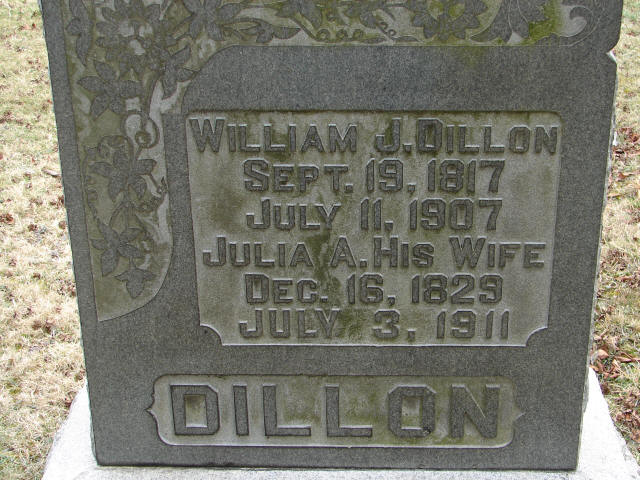 WILLIAM J. DILLON
SEPT. 19, 1817
JULY 11, 1907
JULIA A. HIS WIFE
DEC. 16, 1829
JULY 3, 1911
DILLON